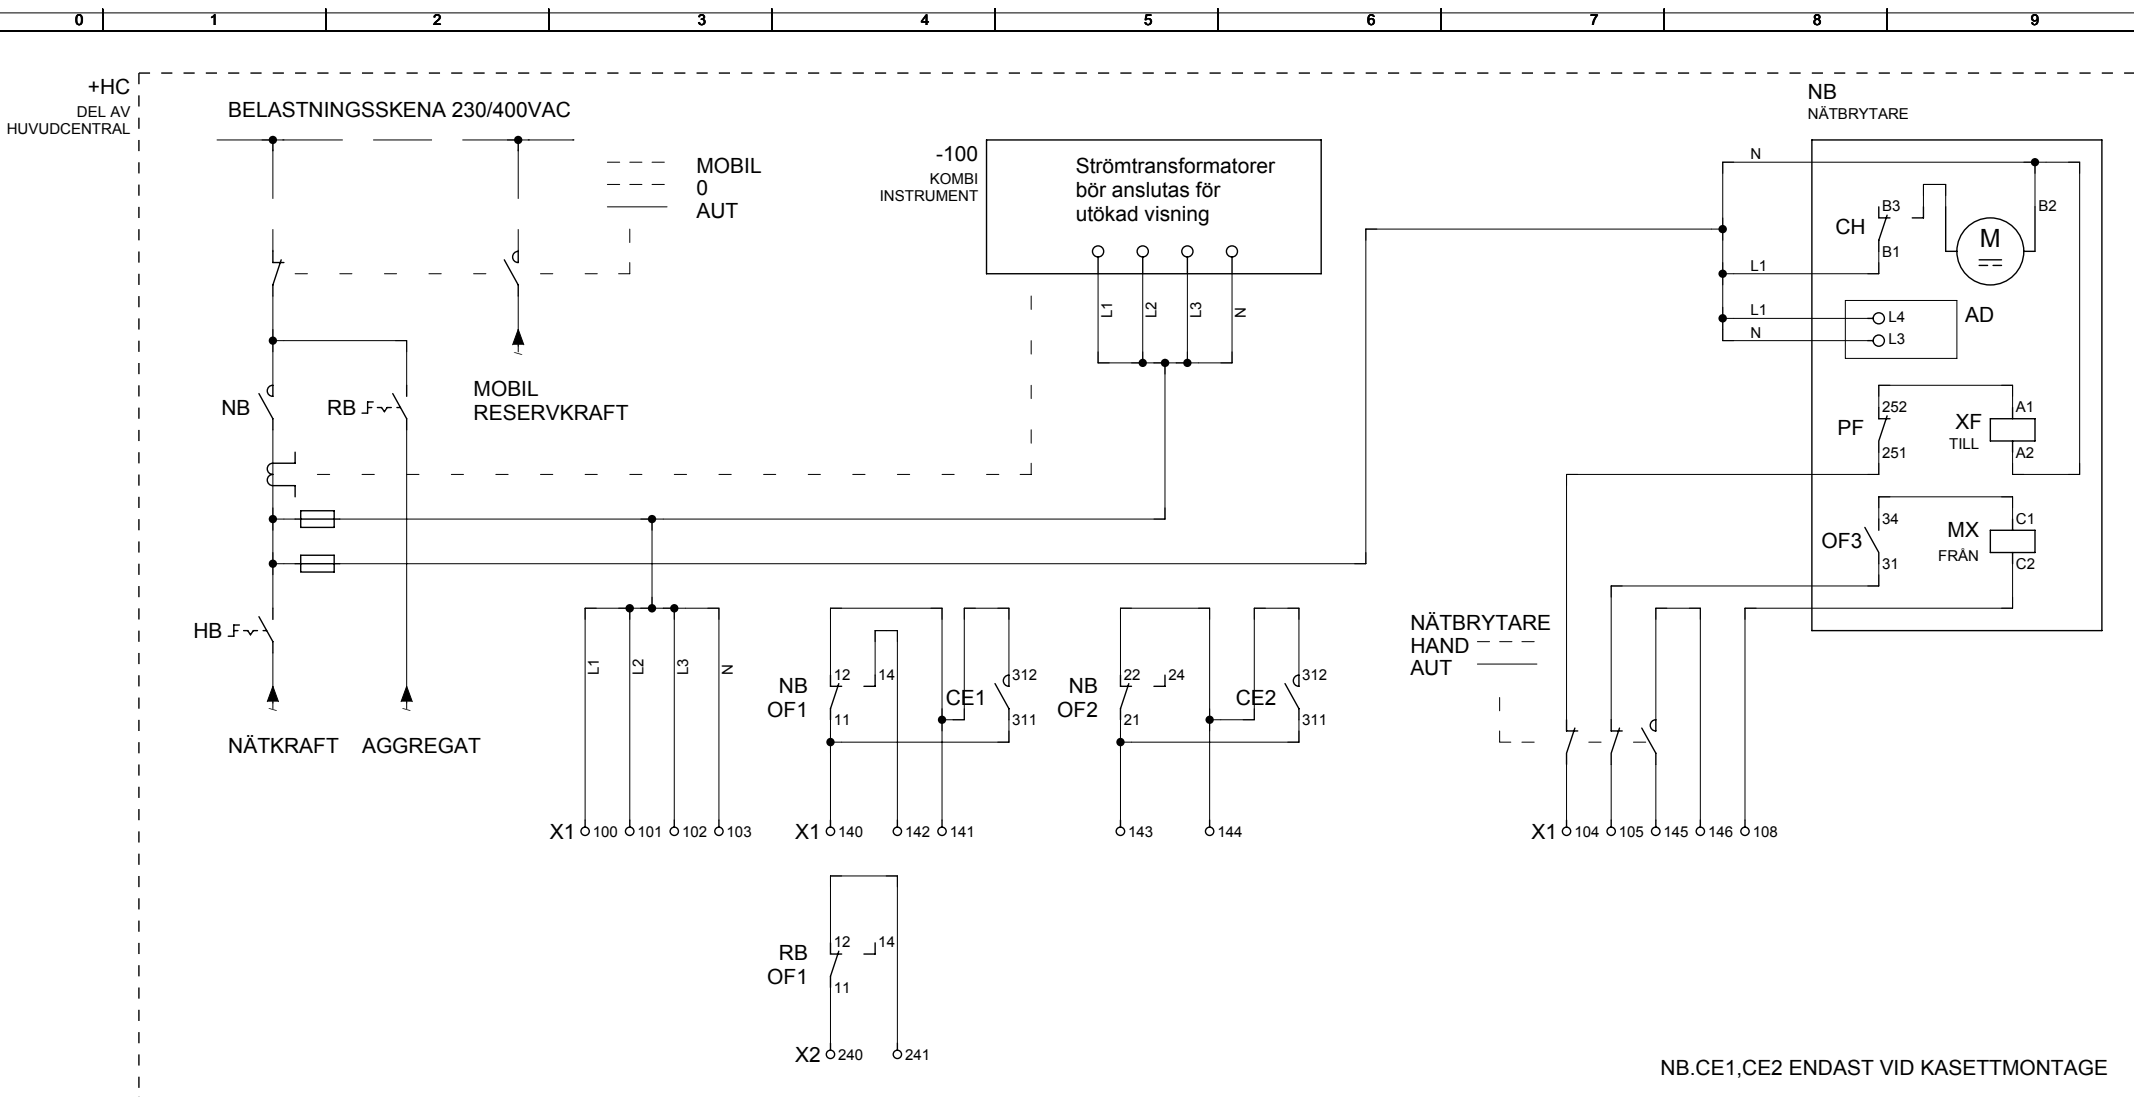 0 1 2 3 4 5 6 7 8 9
+HC
DEL AV
HUVUDCENTRAL
BELASTNINGSSKENA 230/400VAC
MOBIL
0
AUT
-100
KOMBI
INSTRUMENT
Strömtransformatorer
bör anslutas för
utökad visning
L1 L2 L3 N
NB
NÄTBRYTARE
N
CH
B3
B1
M
B2
L1
L1
N
L4
L3
AD
PF
252
251
XF
TILL
A1
A2
OF3
34
31
MX
FRÅN
C1
C2
NB
RB
MOBIL
RESERVKRAFT
HB
NÄTKRAFT AGGREGAT
L1 L2 L3 N
X1 100 101 102 103
NB
OF1
12 14
11
CE1
312
311
X1 140 142 141
NB
OF2
22 24
21
CE2
312
311
143 144
NÄTBRYTARE
HAND
AUT
X1 104 105 145 146 108
RB
OF1
12 14
11
X2 240 241
NB.CE1,CE2 ENDAST VID KASETTMONTAGE